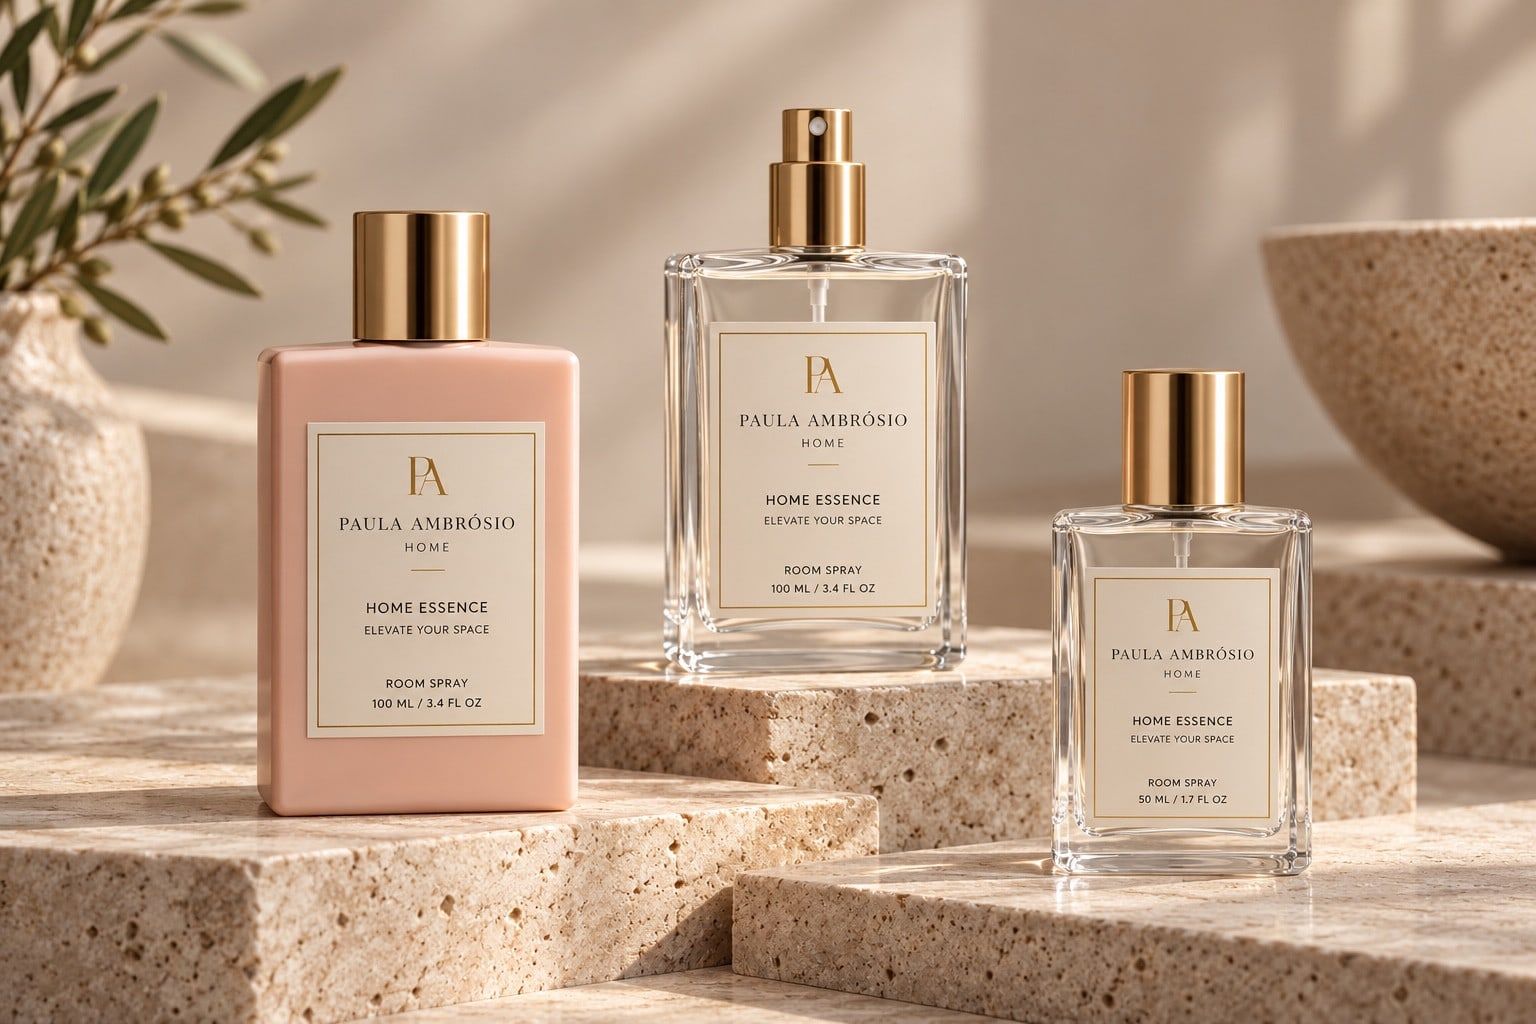 PA
PAULA AMBRÓSIO
HOME
HOME ESSENCE
ELEVATE YOUR SPACE
ROOM SPRAY
100 ML / 3.4 FL OZ
PA
PAULA AMBRÓSIO
HOME
HOME ESSENCE
ELEVATE YOUR SPACE
ROOM SPRAY
100 ML / 3.4 FL OZ
PA
PAULA AMBRÓSIO
HOME
HOME ESSENCE
ELEVATE YOUR SPACE
ROOM SPRAY
50 ML / 1.7 FL OZ